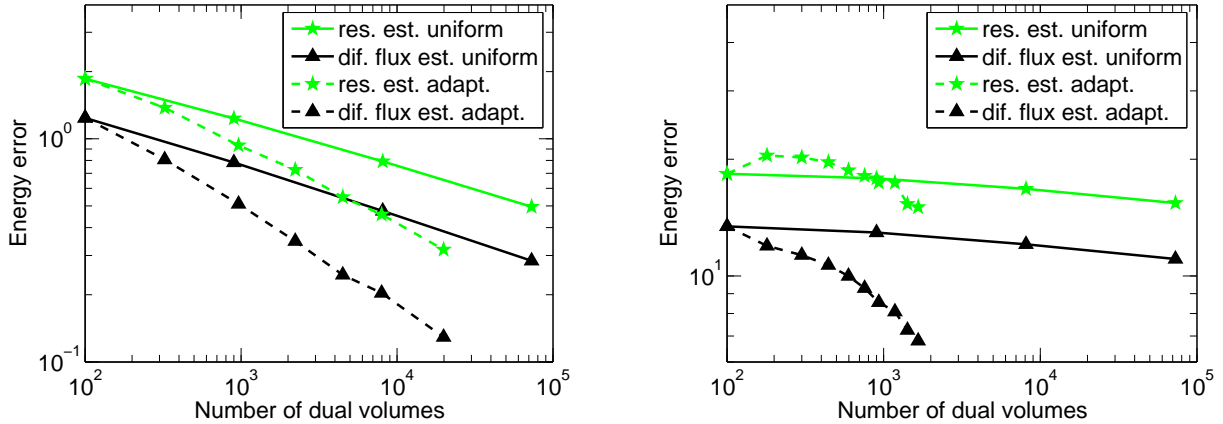 res. est. uniform
dif. flux est. uniform
res. est. adapt.
dif. flux est. adapt.
10^0
10^-1
Energy error
10^2
10^3
10^4
10^5
Number of dual volumes
res. est. uniform
dif. flux est. uniform
res. est. adapt.
dif. flux est. adapt.
10^1
Energy error
10^2
10^3
10^4
10^5
Number of dual volumes